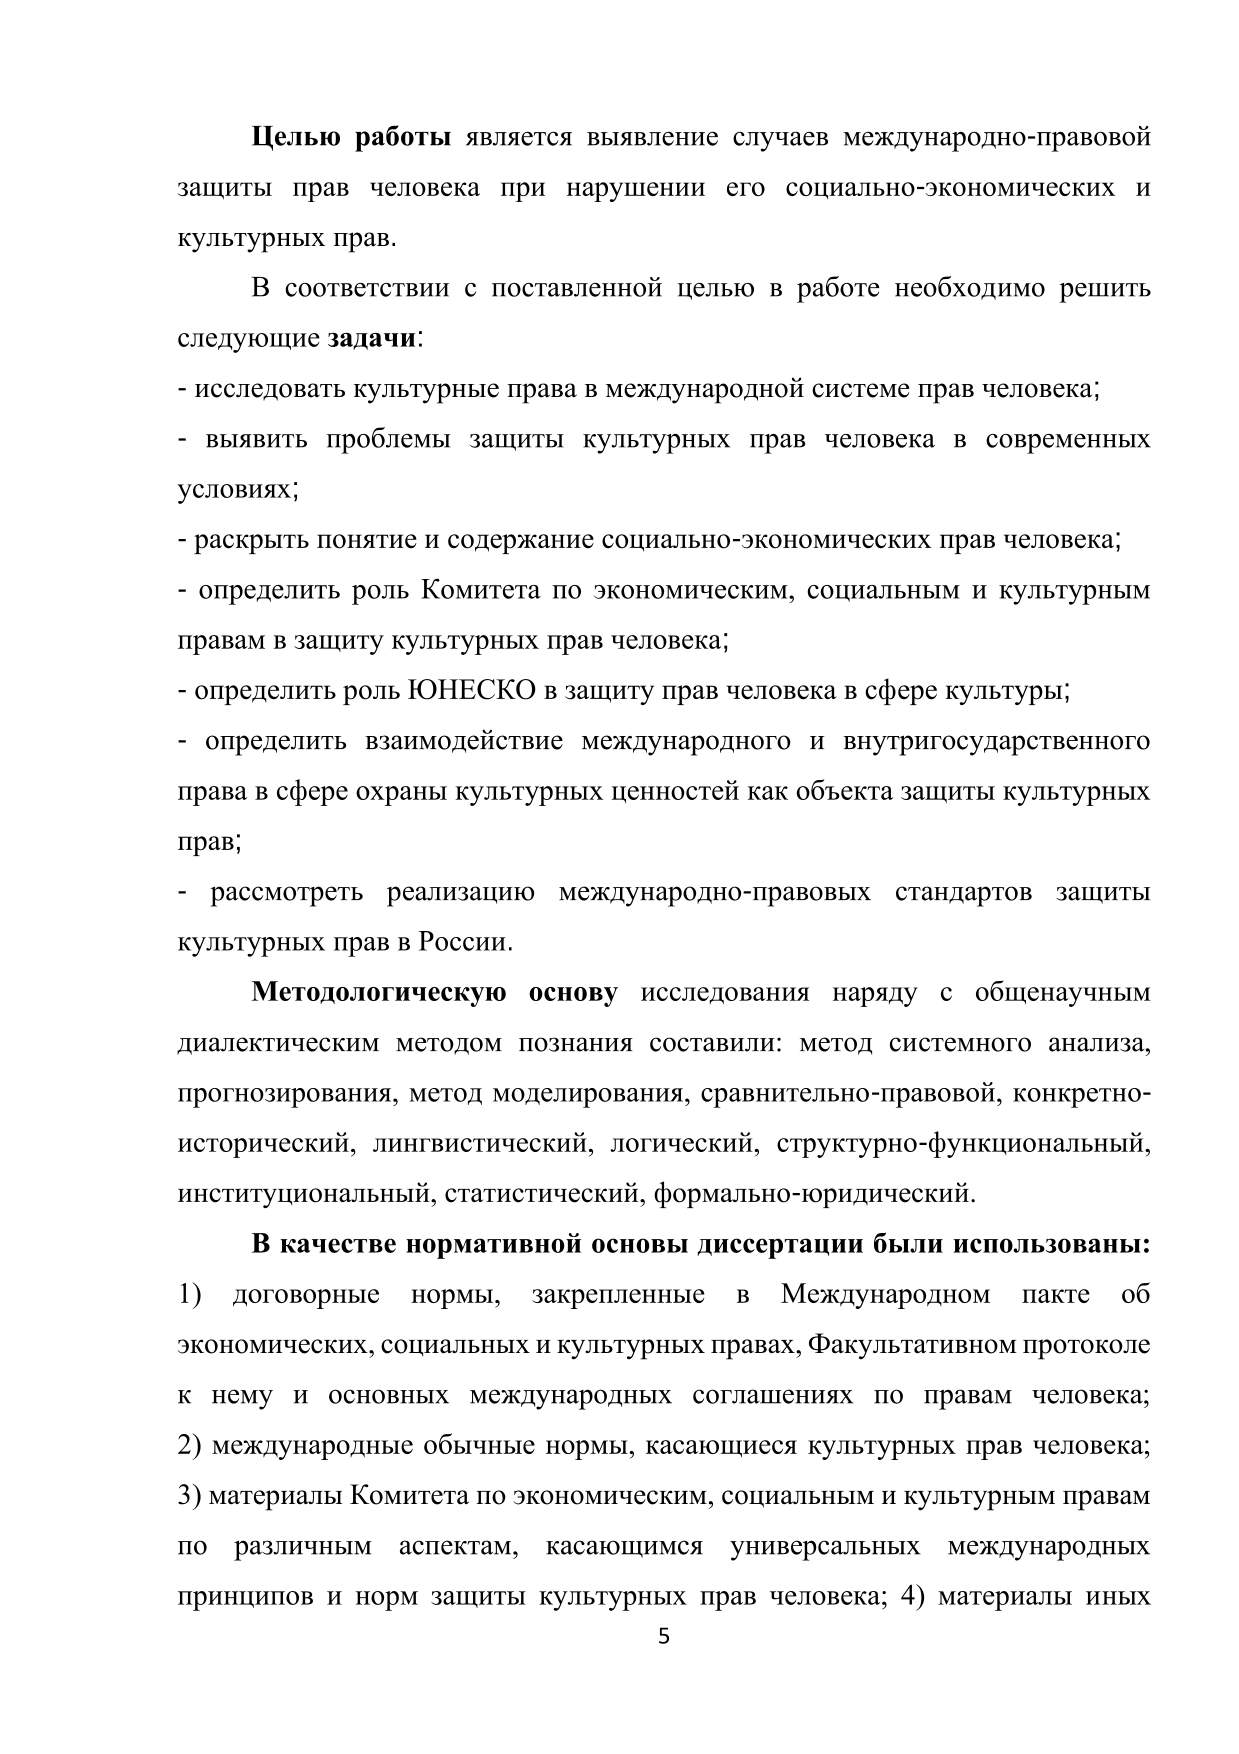 Целью работы является выявление случаев международно-правовой
защиты прав человека при нарушении его социально-экономических и
культурных прав.
В соответствии с поставленной целью в работе необходимо решить
следующие задачи:
- исследовать культурные права в международной системе прав человека;
- выявить проблемы защиты культурных прав человека в современных
условиях;
- раскрыть понятие и содержание социально-экономических прав человека;
- определить роль Комитета по экономическим, социальным и культурным
правам в защиту культурных прав человека;
- определить роль ЮНЕСКО в защиту прав человека в сфере культуры;
- определить взаимодействие международного и внутригосударственного
права в сфере охраны культурных ценностей как объекта защиты культурных
прав;
- рассмотреть реализацию международно-правовых стандартов защиты
культурных прав в России.
Методологическую основу исследования наряду с общенаучным
диалектическим методом познания составили: метод системного анализа,
прогнозирования, метод моделирования, сравнительно-правовой, конкретно-
исторический, лингвистический, логический, структурно-функциональный,
институциональный, статистический, формально-юридический.
В качестве нормативной основы диссертации были использованы:
1) договорные нормы, закрепленные в Международном пакте об
экономических, социальных и культурных правах, Факультативном протоколе
к нему и основных международных соглашениях по правам человека;
2) международные обычные нормы, касающиеся культурных прав человека;
3) материалы Комитета по экономическим, социальным и культурным правам
по различным аспектам, касающимся универсальных международных
принципов и норм защиты культурных прав человека; 4) материалы иных
5